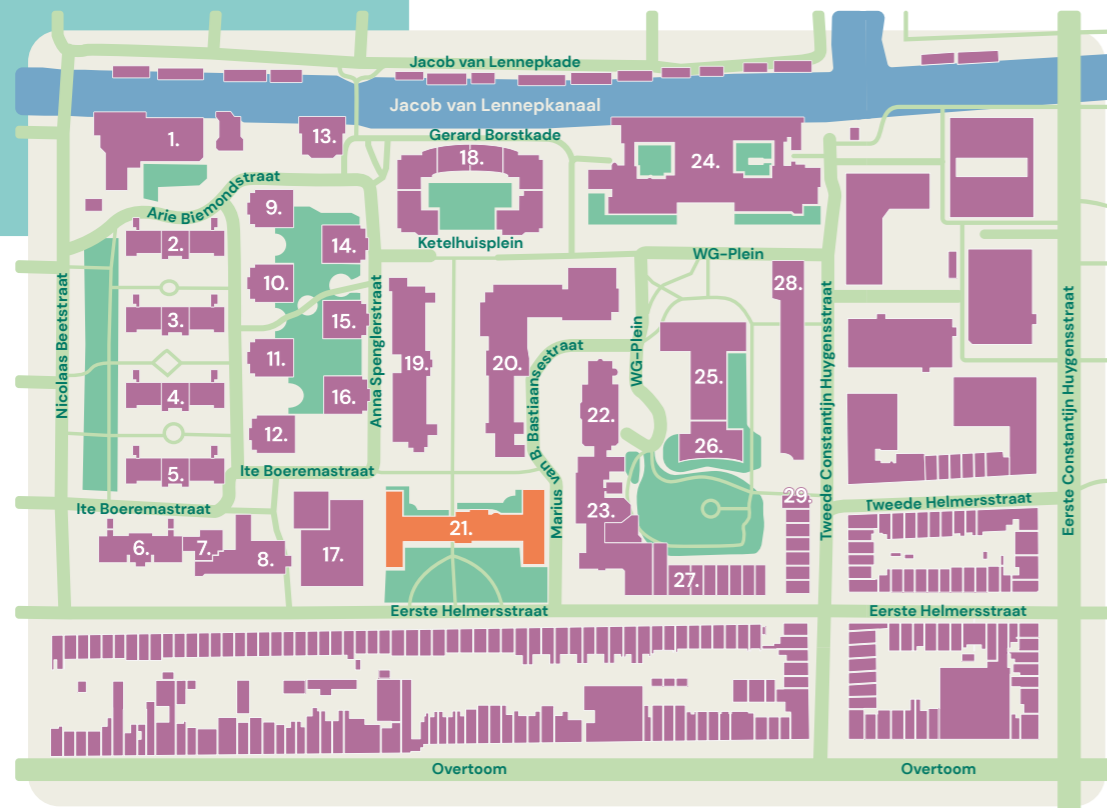 Jacob van Lennepkade
Jacob van Lennepkanaal
Gerard Borstkade
1.
13.
18.
24.
Arie Biemondstraat
9.
2.
14.
Ketelhuisplein
WG-Plein
10.
28.
3.
15.
Nicolaas Beetstraat
Anna Spenglerstraat
19.
20.
WG-Plein
Tweede Constantijn Huygensstraat
Eerste Constantijn Huygensstraat
11.
25.
4.
16.
22.
12.
26.
Marius van B. Bastiaansestraat
5.
Ite Boeremastraat
29.
Tweede Helmersstraat
Ite Boeremastraat
23.
21.
6.
7.
8.
17.
27.
Eerste Helmersstraat
Eerste Helmersstraat
Overtoom
Overtoom